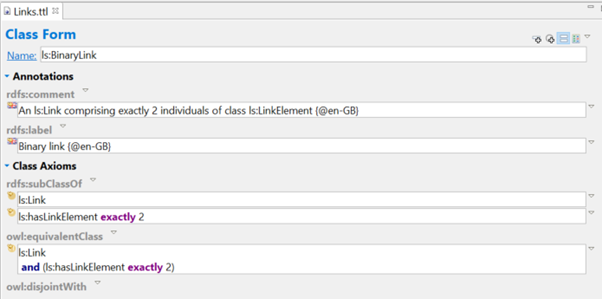 Links.ttl
Class Form
Name: ls:BinaryLink
Annotations
rdfs:comment
An ls:Link comprising exactly 2 individuals of class ls:LinkElement {@en-GB}
rdfs:label
Binary link {@en-GB}
Class Axioms
rdfs:subClassOf
ls:Link
ls:hasLinkElement exactly 2
owl:equivalentClass
ls:Link
and (ls:hasLinkElement exactly 2)
owl:disjointWith